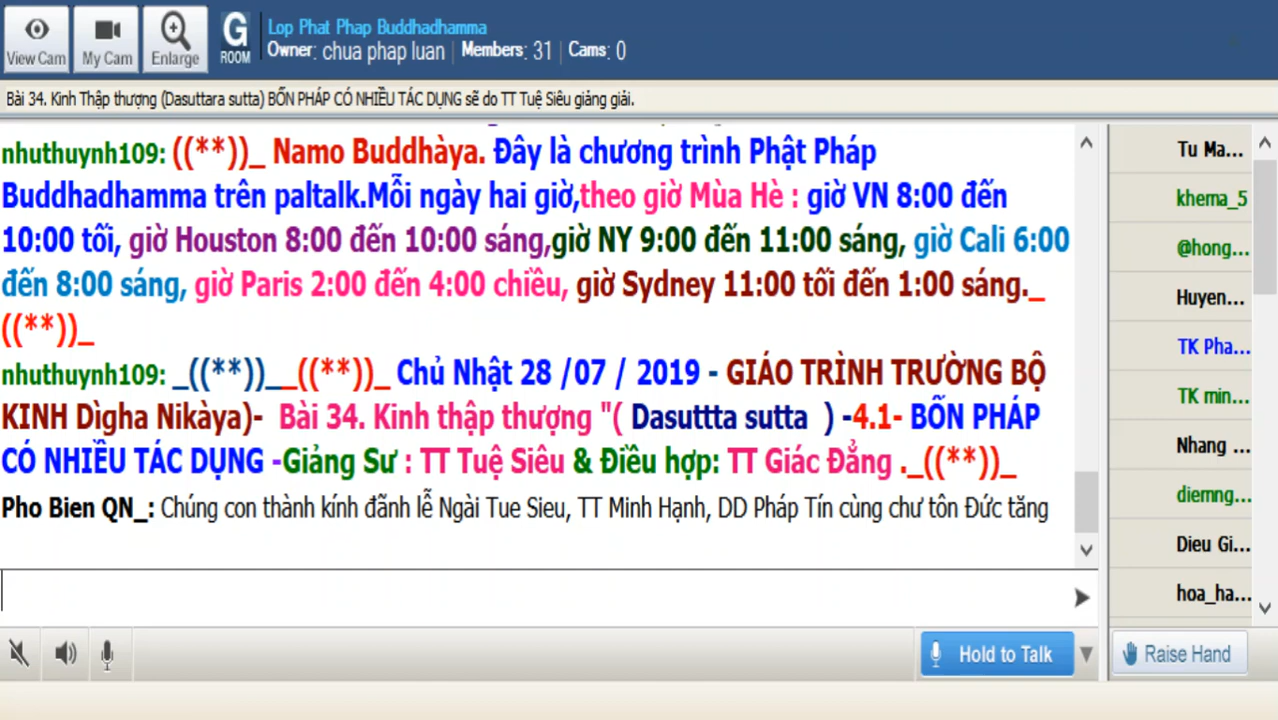 View Cam
My Cam
Enlarge
G
ROOM
Lop Phat Phap Buddhadhamma
Owner: chua phap luan | Members: 31 | Cams: 0
Bài 34. Kinh Thập thượng (Dasuttara sutta) BỐN PHÁP CÓ NHIỀU TÁC DỤNG sẽ do TT Tuệ Siêu giảng giải.
nhuthuynh109: ((**))_ Namo Buddhàya. Đây là chương trình Phật Pháp
Buddhadhamma trên paltalk.Mỗi ngày hai giờ,theo giờ Mùa Hè : giờ VN 8:00 đến
10:00 tối, giờ Houston 8:00 đến 10:00 sáng,giờ NY 9:00 đến 11:00 sáng, giờ Cali 6:00
đến 8:00 sáng, giờ Paris 2:00 đến 4:00 chiều, giờ Sydney 11:00 tối đến 1:00 sáng._
((**))_
nhuthuynh109: _((**))__((**))_ Chủ Nhật 28 /07 / 2019 - GIÁO TRÌNH TRƯỜNG BỘ
KINH Dìgha Nikàya)- Bài 34. Kinh thập thượng "( Dasuttta sutta ) -4.1- BỐN PHÁP
CÓ NHIỀU TÁC DỤNG -Giảng Sư : TT Tuệ Siêu & Điều hợp: TT Giác Đẳng ._((**))_
Pho Bien QN_: Chúng con thành kính đãnh lễ Ngài Tue Sieu, TT Minh Hạnh, DD Pháp Tín cùng chư tôn Đức tăng
Tu Ma...
khema_5
@hong...
Huyen...
TK Pha...
TK min...
Nhang ...
diemng...
Dieu Gi...
hoa_ha...
Hold to Talk
Raise Hand